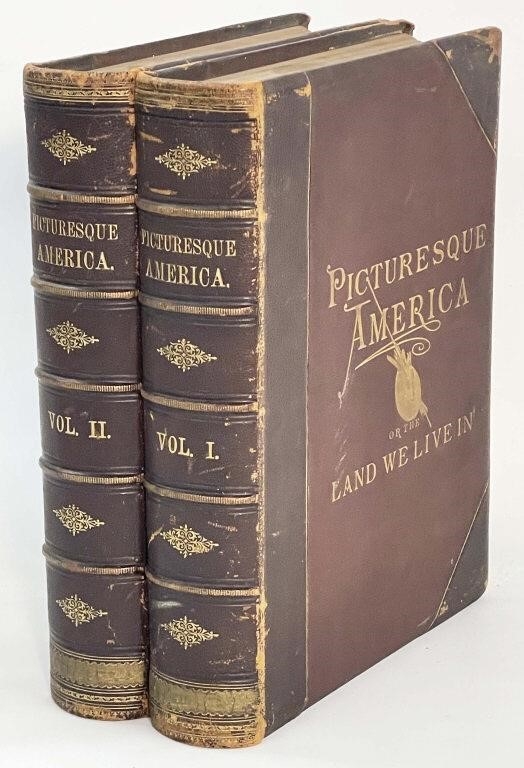 PICTURESQUE
AMERICA.
VOL. II.
PICTURESQUE
AMERICA.
VOL. I.
PICTURESQUE
AMERICA
OR THE
LAND WE LIVE IN